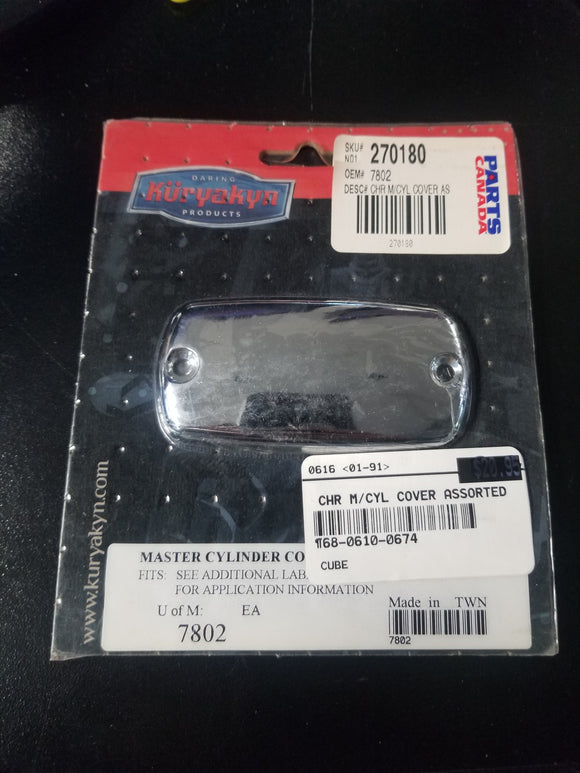 DARING
Küryakyn
PRODUCTS
SKU# 270180
N01
OEM# 7802
DESC# CHR M/CYL COVER AS
270180
PARTS CANADA
www.kuryakyn.com
0616 <01-91>
$20.95
CHR M/CYL COVER ASSORTED
168-0610-0674
CUBE
MASTER CYLINDER CO
FITS: SEE ADDITIONAL LAB
FOR APPLICATION INFORMATION
U of M: EA
7802
Made in TWN
7802